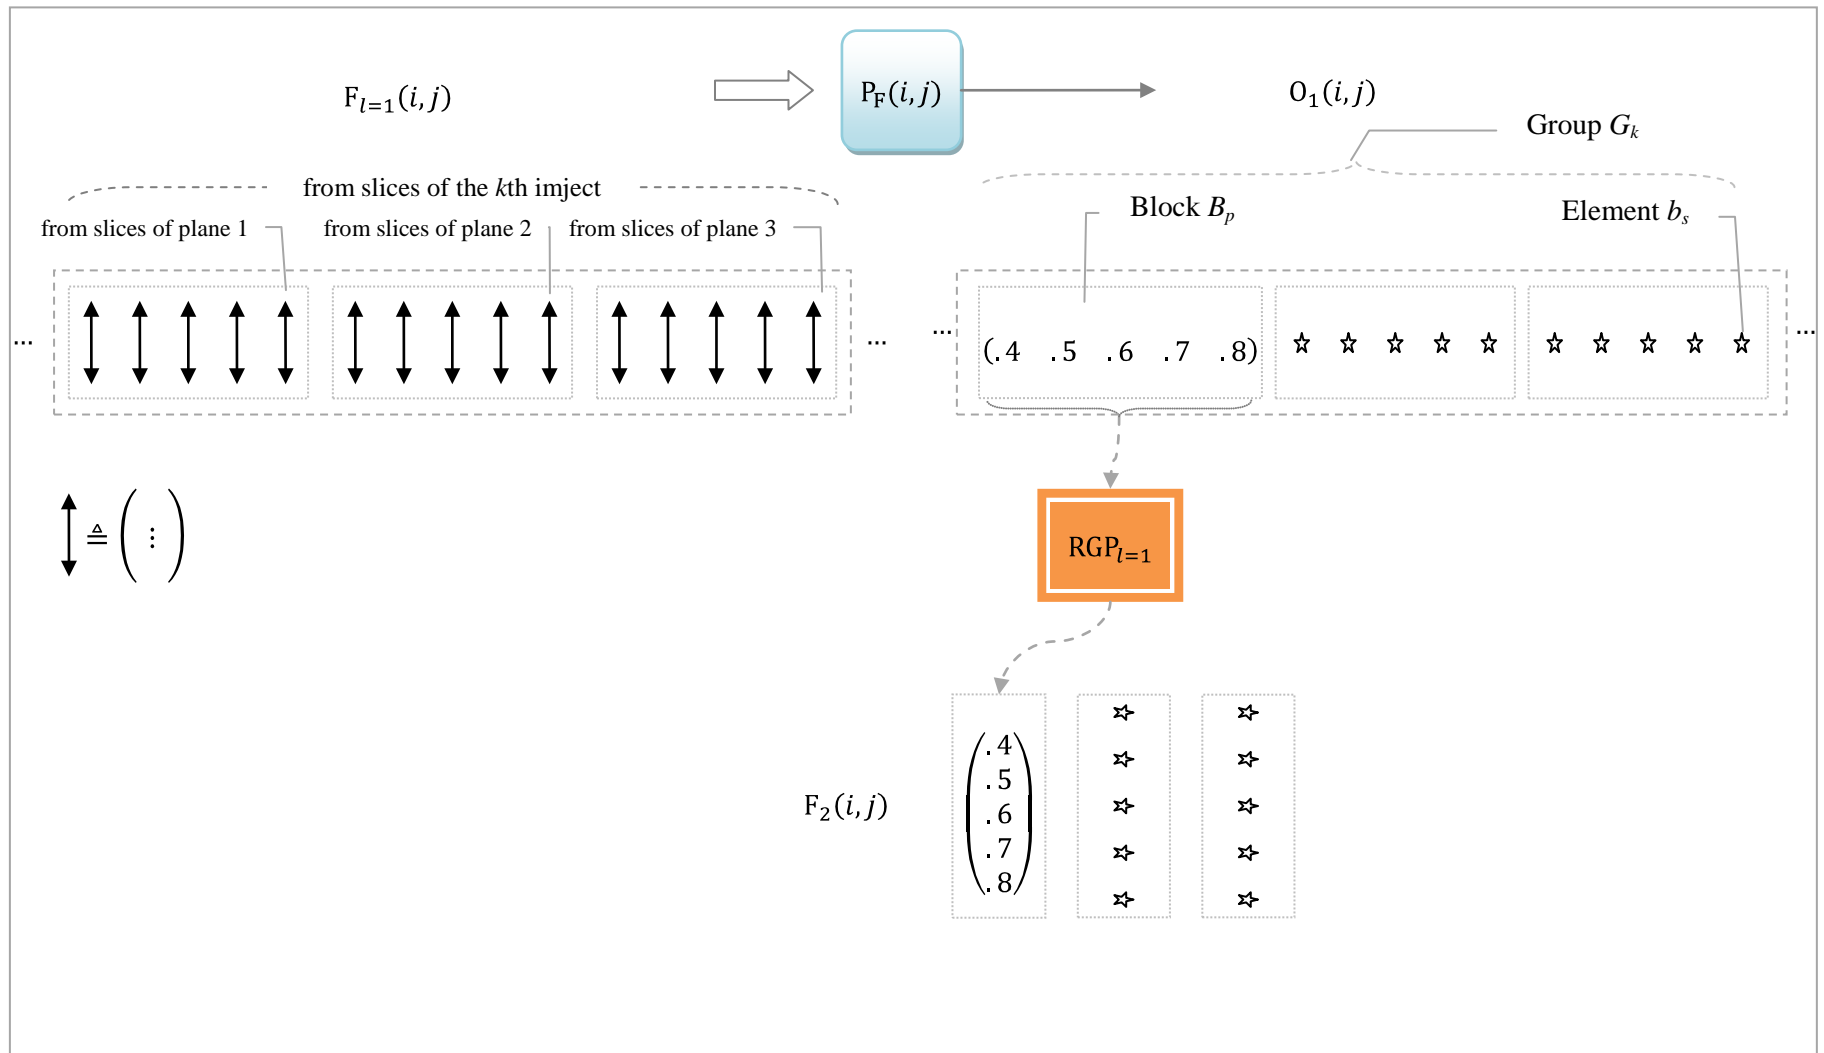 F_{l=1}(i,j)
P_F(i,j)
O_1(i,j)
Group G_k
from slices of the kth imject
Block B_p
Element b_s
from slices of plane 1
from slices of plane 2
from slices of plane 3
...
...
...
(.4 .5 .6 .7 .8)
☆ ☆ ☆ ☆ ☆
☆ ☆ ☆ ☆ ☆
...
↕ ≜ (⋮)
RGP_{l=1}
F_2(i,j)
.4
.5
.6
.7
.8